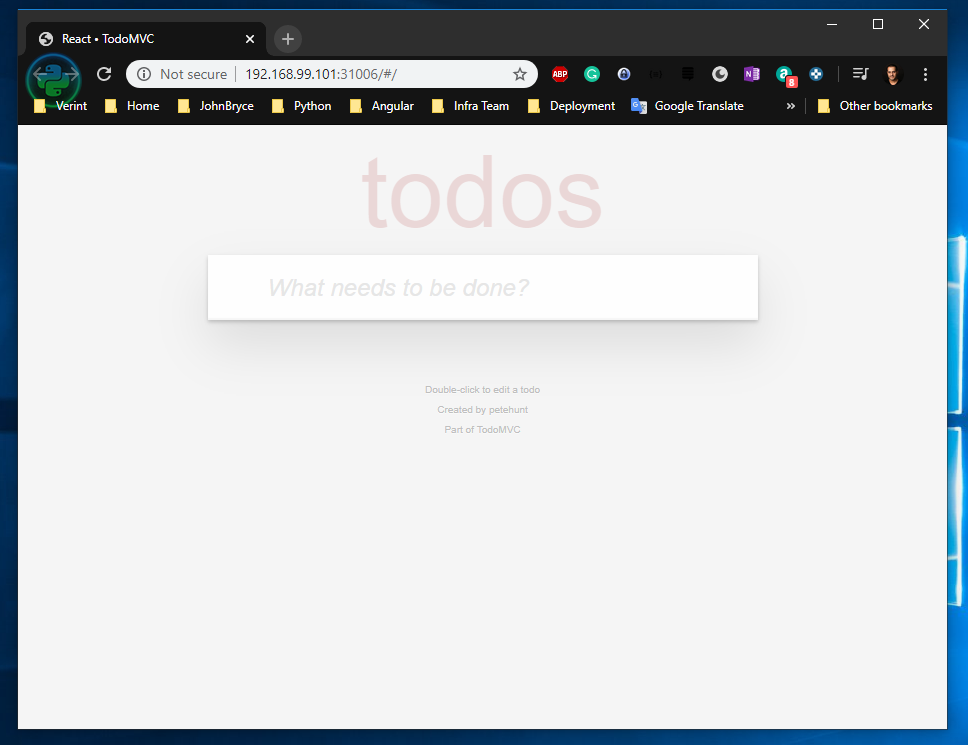 React • TodoMVC
Not secure
192.168.99.101:31006/#/
ABP
N
a
8
Verint
Home
JohnBryce
Python
Angular
Infra Team
Deployment
Google Translate
»
Other bookmarks
todos
What needs to be done?
Double-click to edit a todo
Created by petehunt
Part of TodoMVC